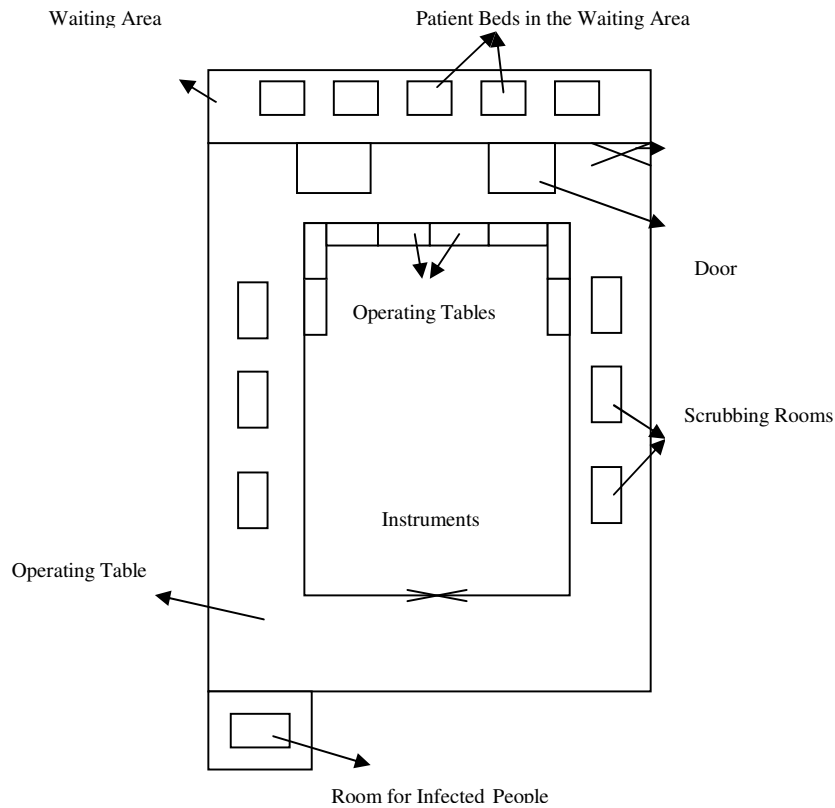 Waiting Area
Patient Beds in the Waiting Area
Door
Operating Tables
Scrubbing Rooms
Instruments
Operating Table
Room for Infected People